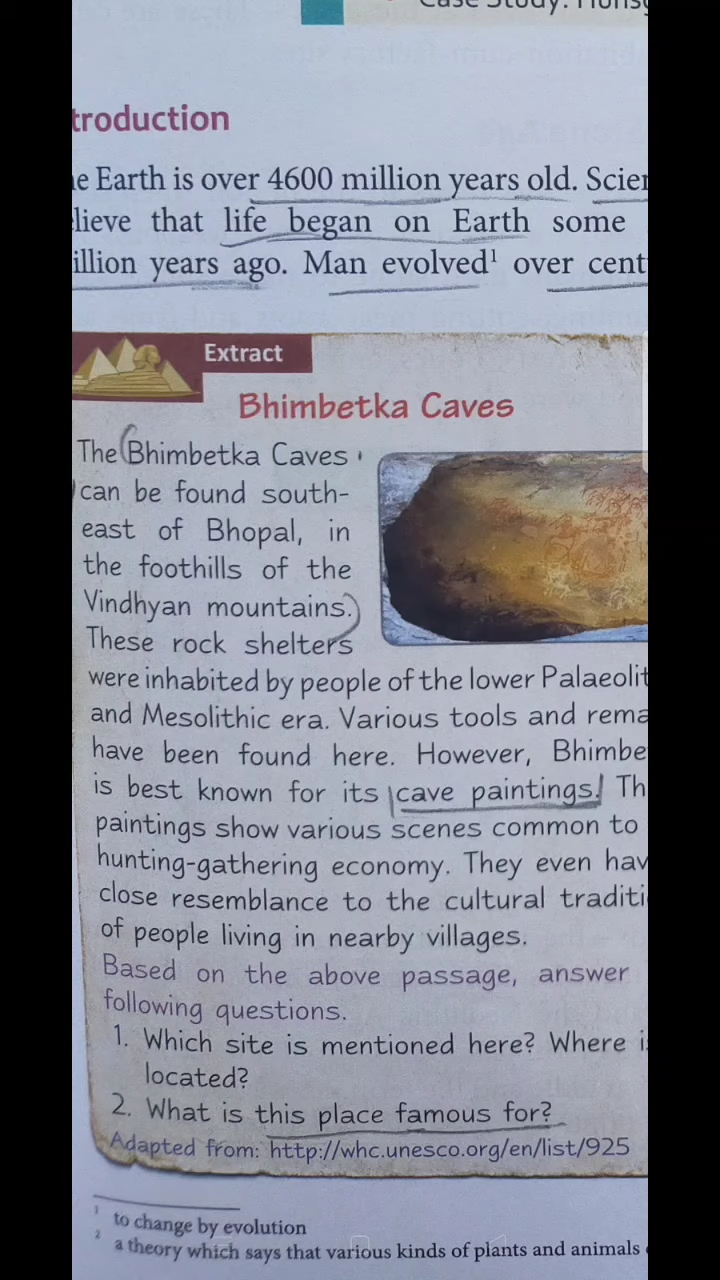 Case Study: Hunsg
troduction
e Earth is over 4600 million years old. Scien
lieve that life began on Earth some
illion years ago. Man evolved¹ over cent
Extract
Bhimbetka Caves
The Bhimbetka Caves
can be found south-
east of Bhopal, in
the foothills of the
Vindhyan mountains.
These rock shelters
were inhabited by people of the lower Palaeolit
and Mesolithic era. Various tools and rema
have been found here. However, Bhimbe
is best known for its cave paintings. Th
paintings show various scenes common to
hunting-gathering economy. They even hav
close resemblance to the cultural traditi
of people living in nearby villages.
Based on the above passage, answer
following questions.
1. Which site is mentioned here? Where i
located?
2. What is this place famous for?
Adapted from: http://whc.unesco.org/en/list/925
1 to change by evolution
2 a theory which says that various kinds of plants and animals